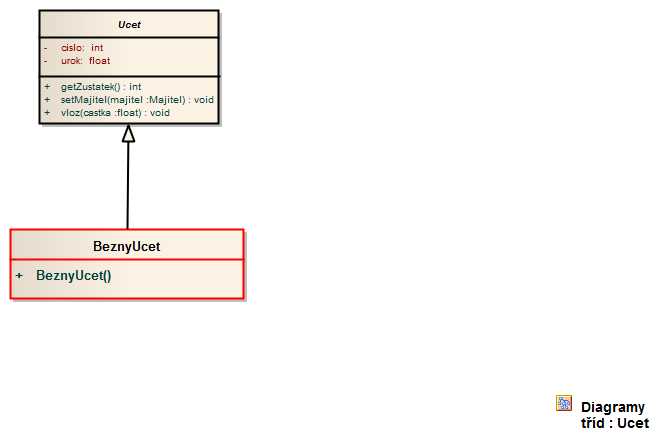 Ucet
- cislo: int
- urok: float
+ getZustatek() : int
+ setMajitel(majitel :Majitel) : void
+ vloz(castka :float) : void
BeznyUcet
+ BeznyUcet()
Diagramy
tříd : Ucet